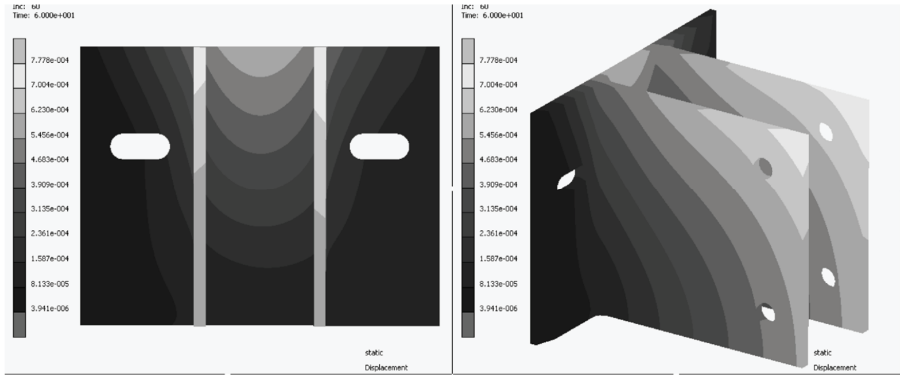 Inc: 60
Time: 6.000e+001
7.778e-004
7.004e-004
6.230e-004
5.456e-004
4.683e-004
3.909e-004
3.135e-004
2.361e-004
1.587e-004
8.133e-005
3.941e-006
static
Displacement
Inc: 60
Time: 6.000e+001
7.778e-004
7.004e-004
6.230e-004
5.456e-004
4.683e-004
3.909e-004
3.135e-004
2.361e-004
1.587e-004
8.133e-005
3.941e-006
static
Displacement